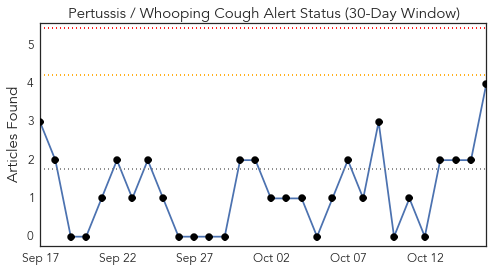 Pertussis / Whooping Cough Alert Status (30-Day Window)
Articles Found
5
4
3
2
1
0
Sep 17 Sep 22 Sep 27 Oct 02 Oct 07 Oct 12